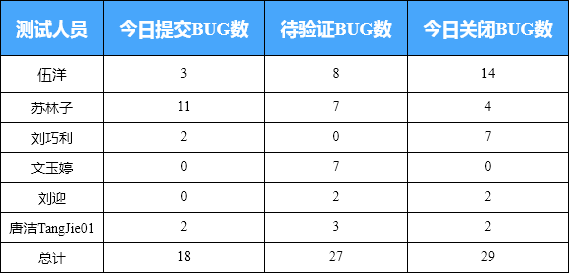 测试人员 今日提交BUG数 待验证BUG数 今日关闭BUG数
伍洋 3 8 14
苏林子 11 7 4
刘巧利 2 0 7
文玉婷 0 7 0
刘迎 0 2 2
唐洁TangJie01 2 3 2
总计 18 27 29